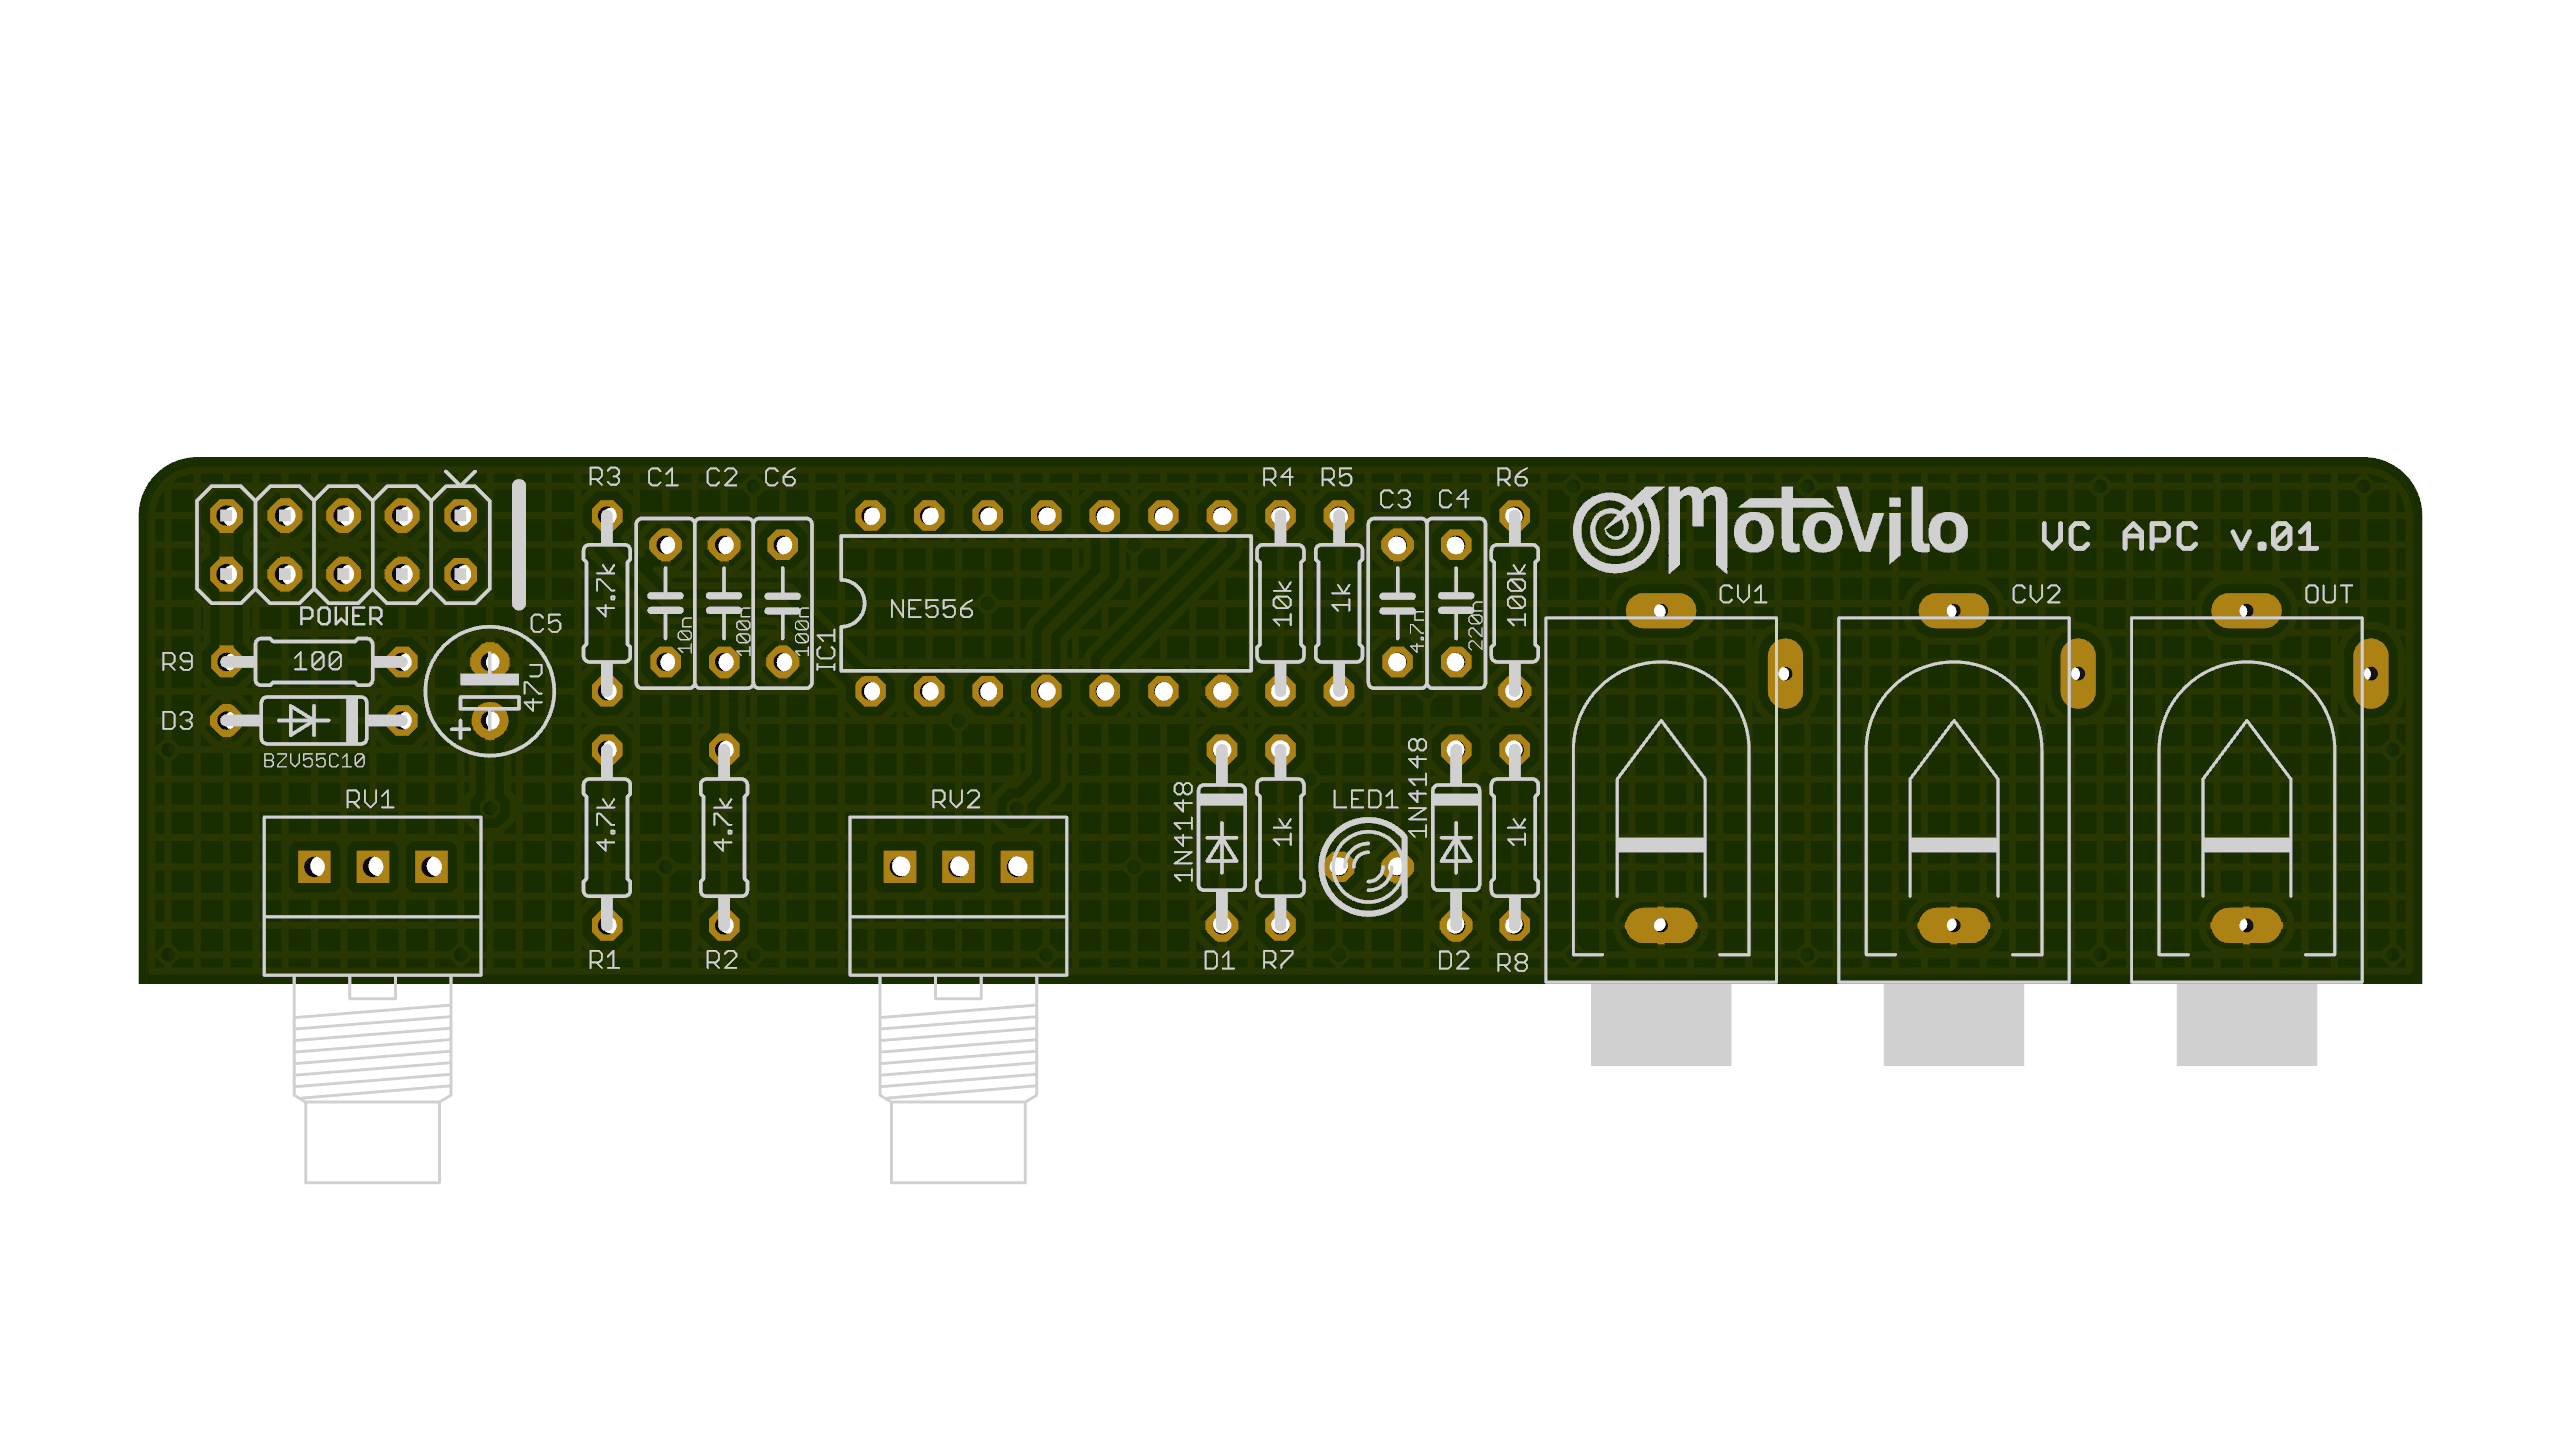 R3
C1
C2
C6
R4
R5
C3
C4
R6
MotoVilo
VC APC v.01
POWER
C5
47u
+
R9
100
D3
BZV55C10
4.7k
10n
100n
100n
IC1
NE556
10k
1k
4.7n
220n
100k
CV1
CV2
OUT
RV1
RV2
4.7k
4.7k
1N4148
1k
LED1
1N4148
1k
R1
R2
D1
R7
D2
R8